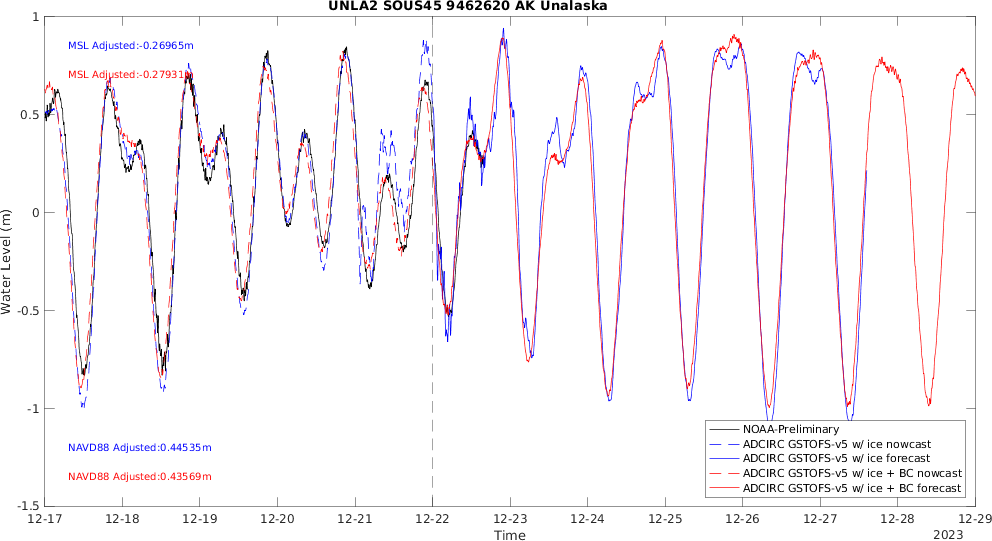 UNLA2 SOUS45 9462620 AK Unalaska
1
0.5
0
-0.5
-1
-1.5
Water Level (m)
MSL Adjusted:-0.26965m
MSL Adjusted:-0.27931m
NAVD88 Adjusted:0.44535m
NAVD88 Adjusted:0.43569m
NOAA-Preliminary
ADCIRC GSTOFS-v5 w/ ice nowcast
ADCIRC GSTOFS-v5 w/ ice forecast
ADCIRC GSTOFS-v5 w/ ice + BC nowcast
ADCIRC GSTOFS-v5 w/ ice + BC forecast
12-17 12-18 12-19 12-20 12-21 12-22 12-23 12-24 12-25 12-26 12-27 12-28 12-29
Time
2023